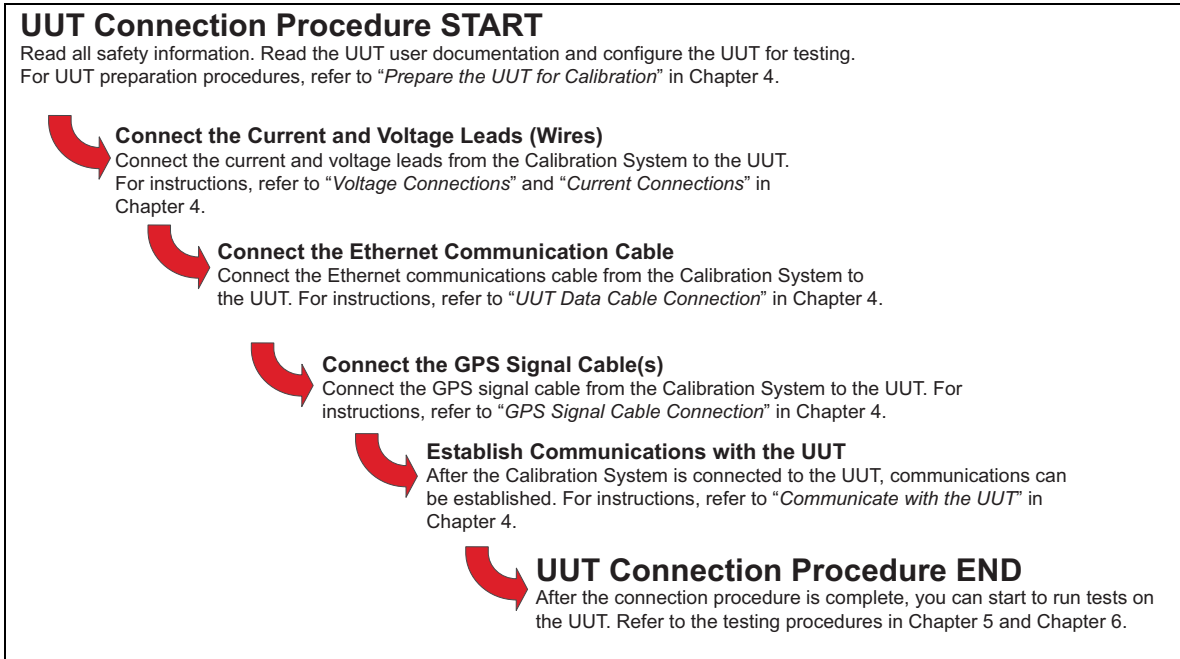 UUT Connection Procedure START
Read all safety information. Read the UUT user documentation and configure the UUT for testing.
For UUT preparation procedures, refer to “Prepare the UUT for Calibration” in Chapter 4.
Connect the Current and Voltage Leads (Wires)
Connect the current and voltage leads from the Calibration System to the UUT.
For instructions, refer to “Voltage Connections” and “Current Connections” in
Chapter 4.
Connect the Ethernet Communication Cable
Connect the Ethernet communications cable from the Calibration System to
the UUT. For instructions, refer to “UUT Data Cable Connection” in Chapter 4.
Connect the GPS Signal Cable(s)
Connect the GPS signal cable from the Calibration System to the UUT. For
instructions, refer to “GPS Signal Cable Connection” in Chapter 4.
Establish Communications with the UUT
After the Calibration System is connected to the UUT, communications can
be established. For instructions, refer to “Communicate with the UUT” in
Chapter 4.
UUT Connection Procedure END
After the connection procedure is complete, you can start to run tests on
the UUT. Refer to the testing procedures in Chapter 5 and Chapter 6.